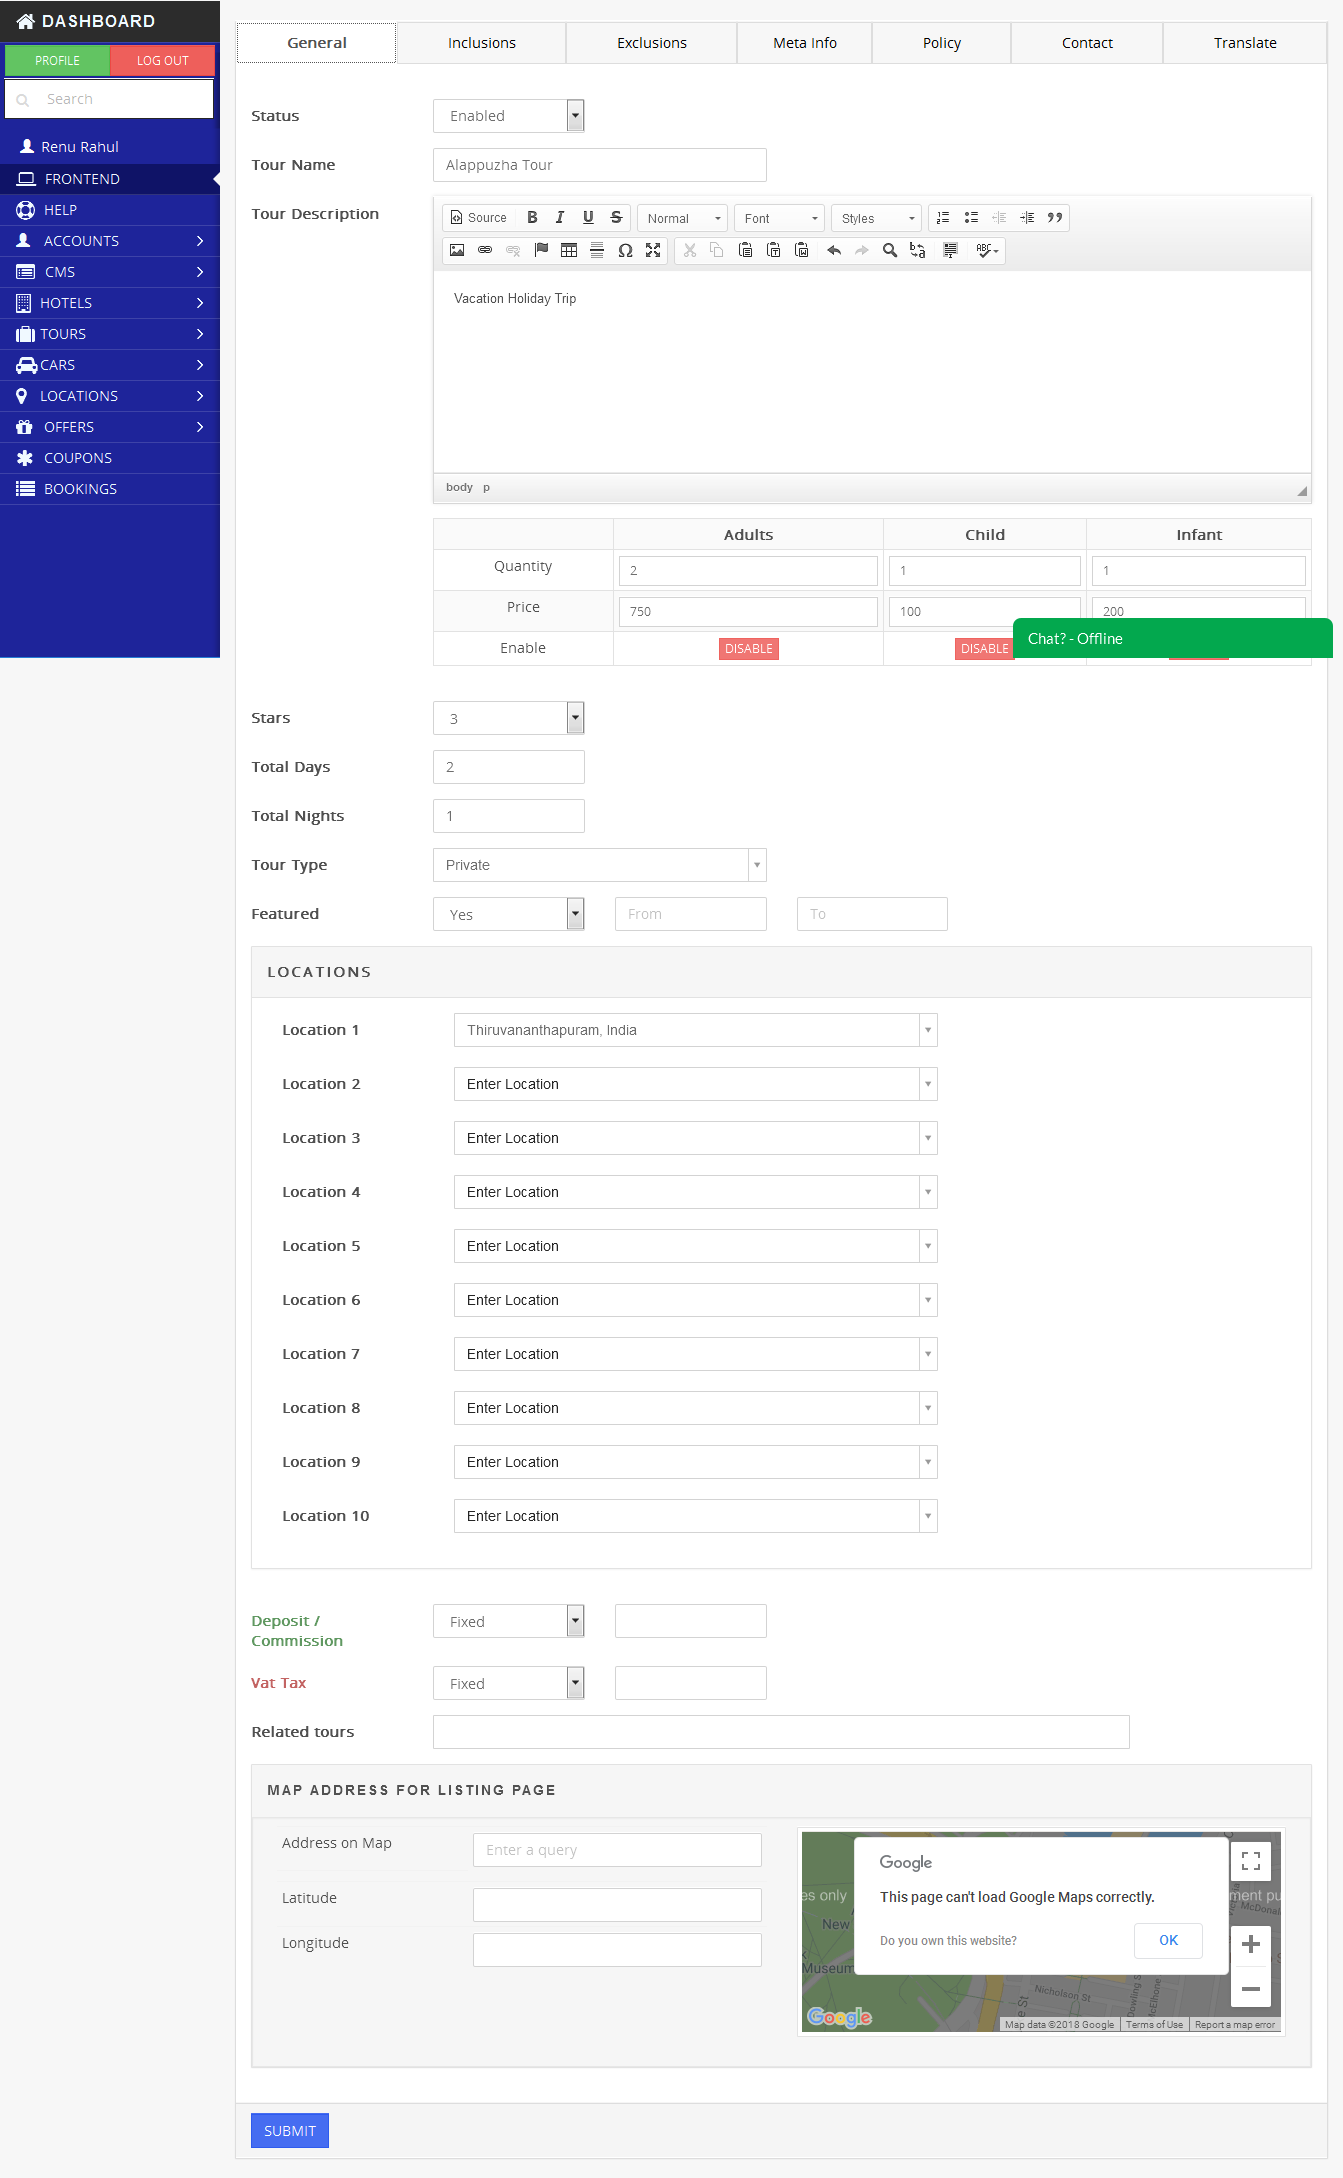 DASHBOARD
PROFILE LOG OUT
Search
Renu Rahul
FRONTEND
HELP
ACCOUNTS
CMS
HOTELS
TOURS
CARS
LOCATIONS
OFFERS
COUPONS
BOOKINGS
General Inclusions Exclusions Meta Info Policy Contact Translate
Status Enabled
Tour Name Alappuzha Tour
Tour Description
Source B I U S Normal Font Styles
ABC
Vacation Holiday Trip
body p
Adults Child Infant
Quantity 2 1 1
Price 750 100 200
Chat? - Offline
Enable DISABLE DISABLE
Stars 3
Total Days 2
Total Nights 1
Tour Type Private
Featured Yes From To
LOCATIONS
Location 1 Thiruvananthapuram, India
Location 2 Enter Location
Location 3 Enter Location
Location 4 Enter Location
Location 5 Enter Location
Location 6 Enter Location
Location 7 Enter Location
Location 8 Enter Location
Location 9 Enter Location
Location 10 Enter Location
Deposit /
Commission Fixed
Vat Tax Fixed
Related tours
MAP ADDRESS FOR LISTING PAGE
Address on Map Enter a query
Latitude
Longitude
Google
This page can't load Google Maps correctly.
Do you own this website? OK
es only
ment pu
New
McDonal
Museum
Nicholson St
Dowling S
McElhone
Google
Map data ©2018 Google Terms of Use Report a map error
SUBMIT